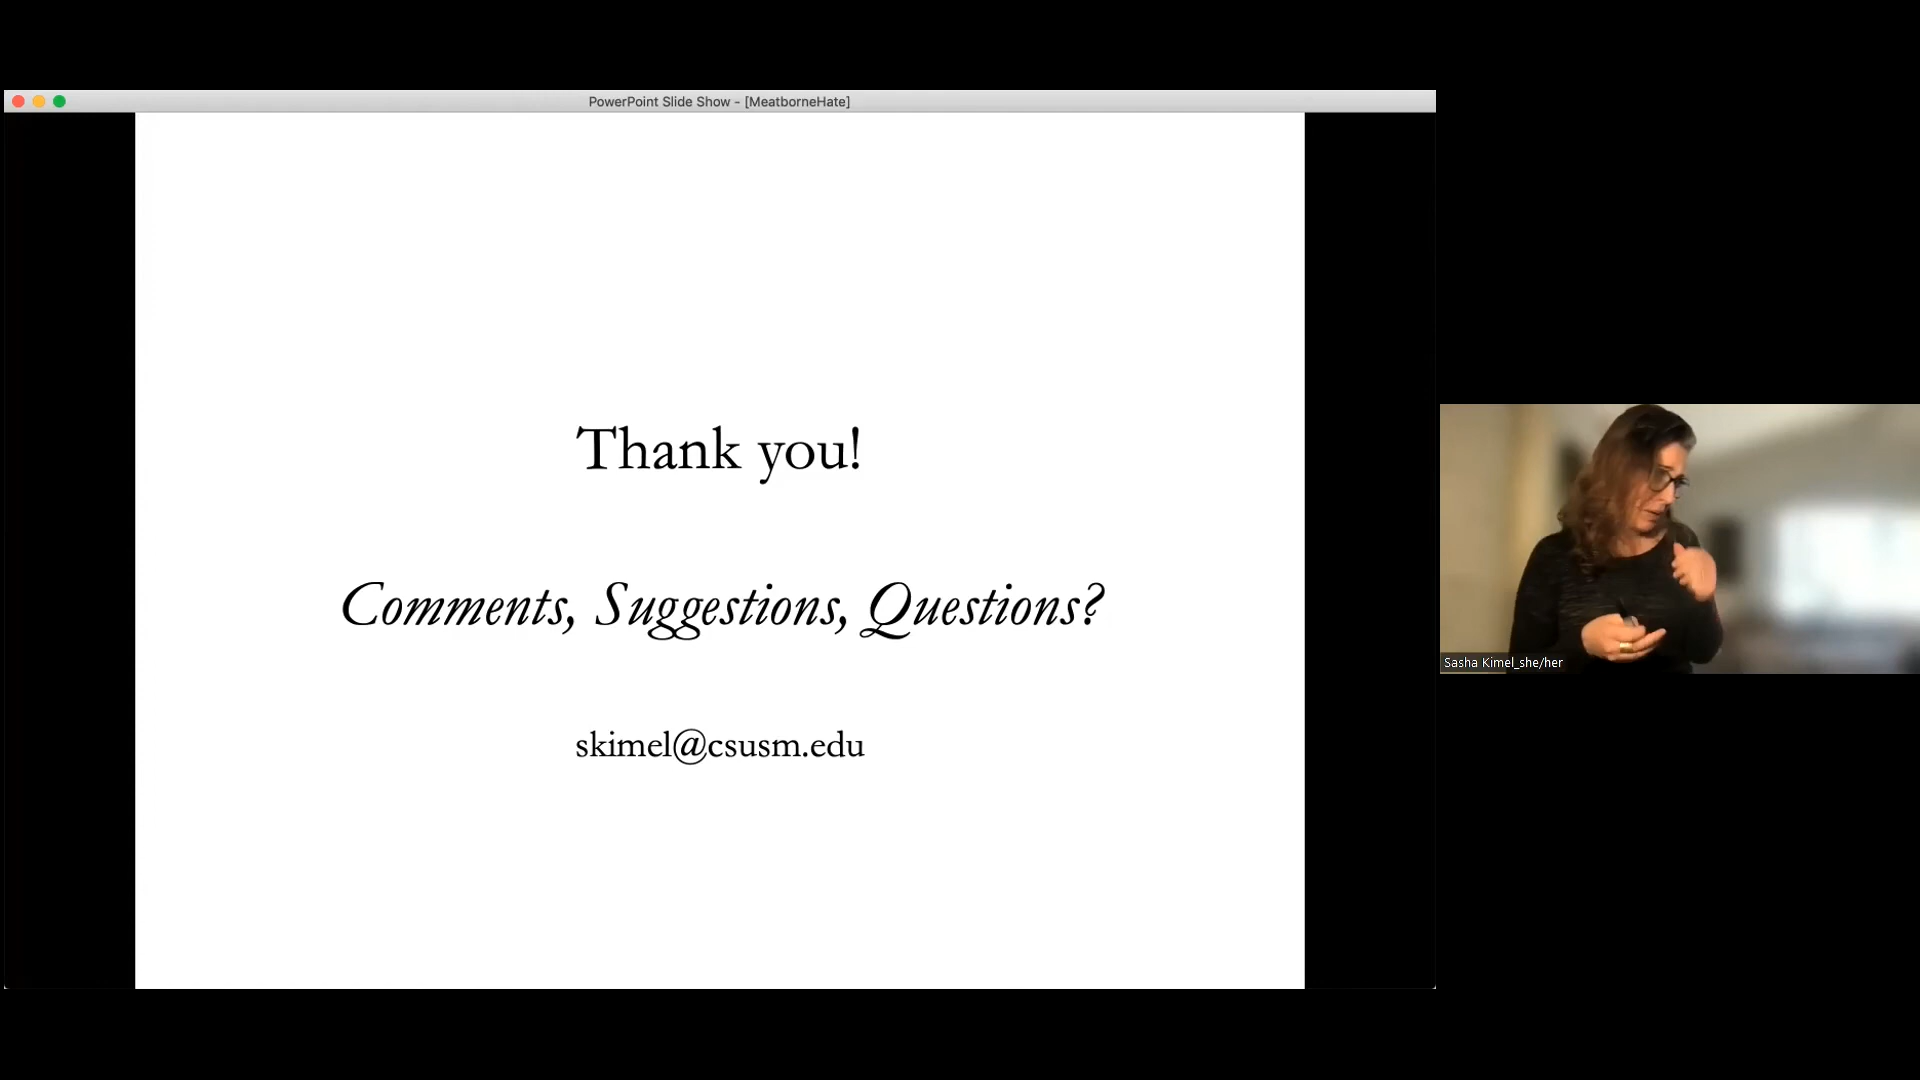 PowerPoint Slide Show - [MeatborneHate]
Thank you!
Comments, Suggestions, Questions?
skimel@csusm.edu
Sasha Kimel_she/her